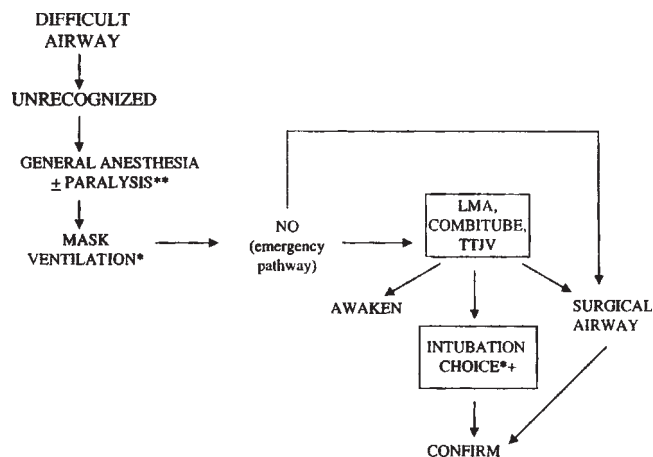 DIFFICULT
AIRWAY
UNRECOGNIZED
GENERAL ANESTHESIA
± PARALYSIS**
MASK
VENTILATION*
NO
(emergency
pathway)
LMA,
COMBITUBE,
TTJV
AWAKEN
SURGICAL
AIRWAY
INTUBATION
CHOICE*+
CONFIRM